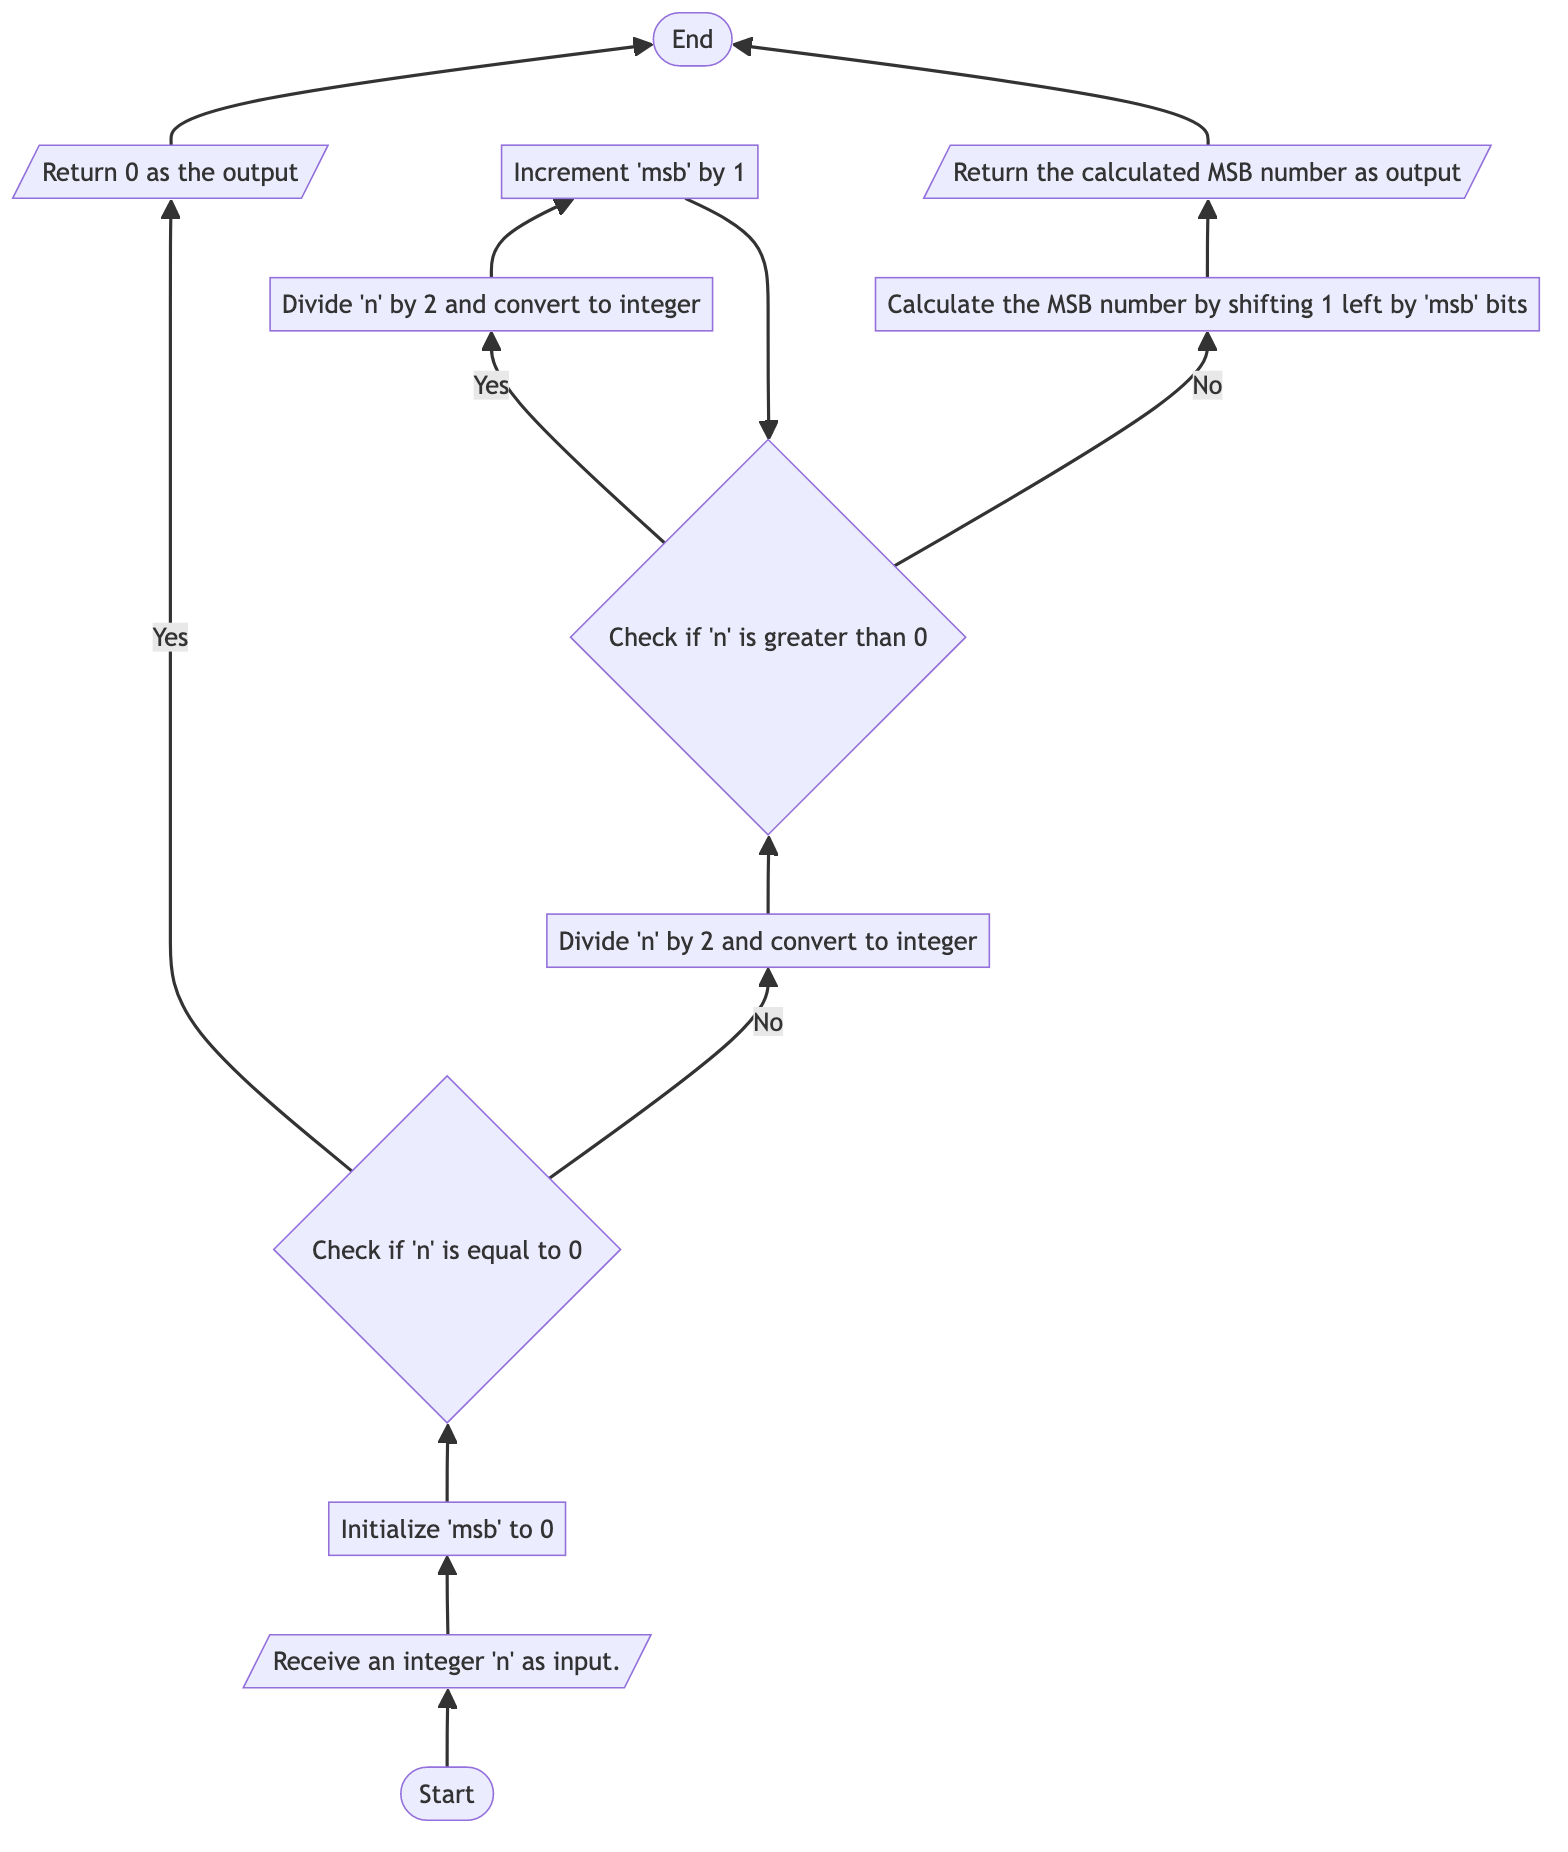 End
Return 0 as the output
Increment 'msb' by 1
Return the calculated MSB number as output
Divide 'n' by 2 and convert to integer
Calculate the MSB number by shifting 1 left by 'msb' bits
Yes
No
Yes
Check if 'n' is greater than 0
Divide 'n' by 2 and convert to integer
No
Check if 'n' is equal to 0
Initialize 'msb' to 0
Receive an integer 'n' as input.
Start